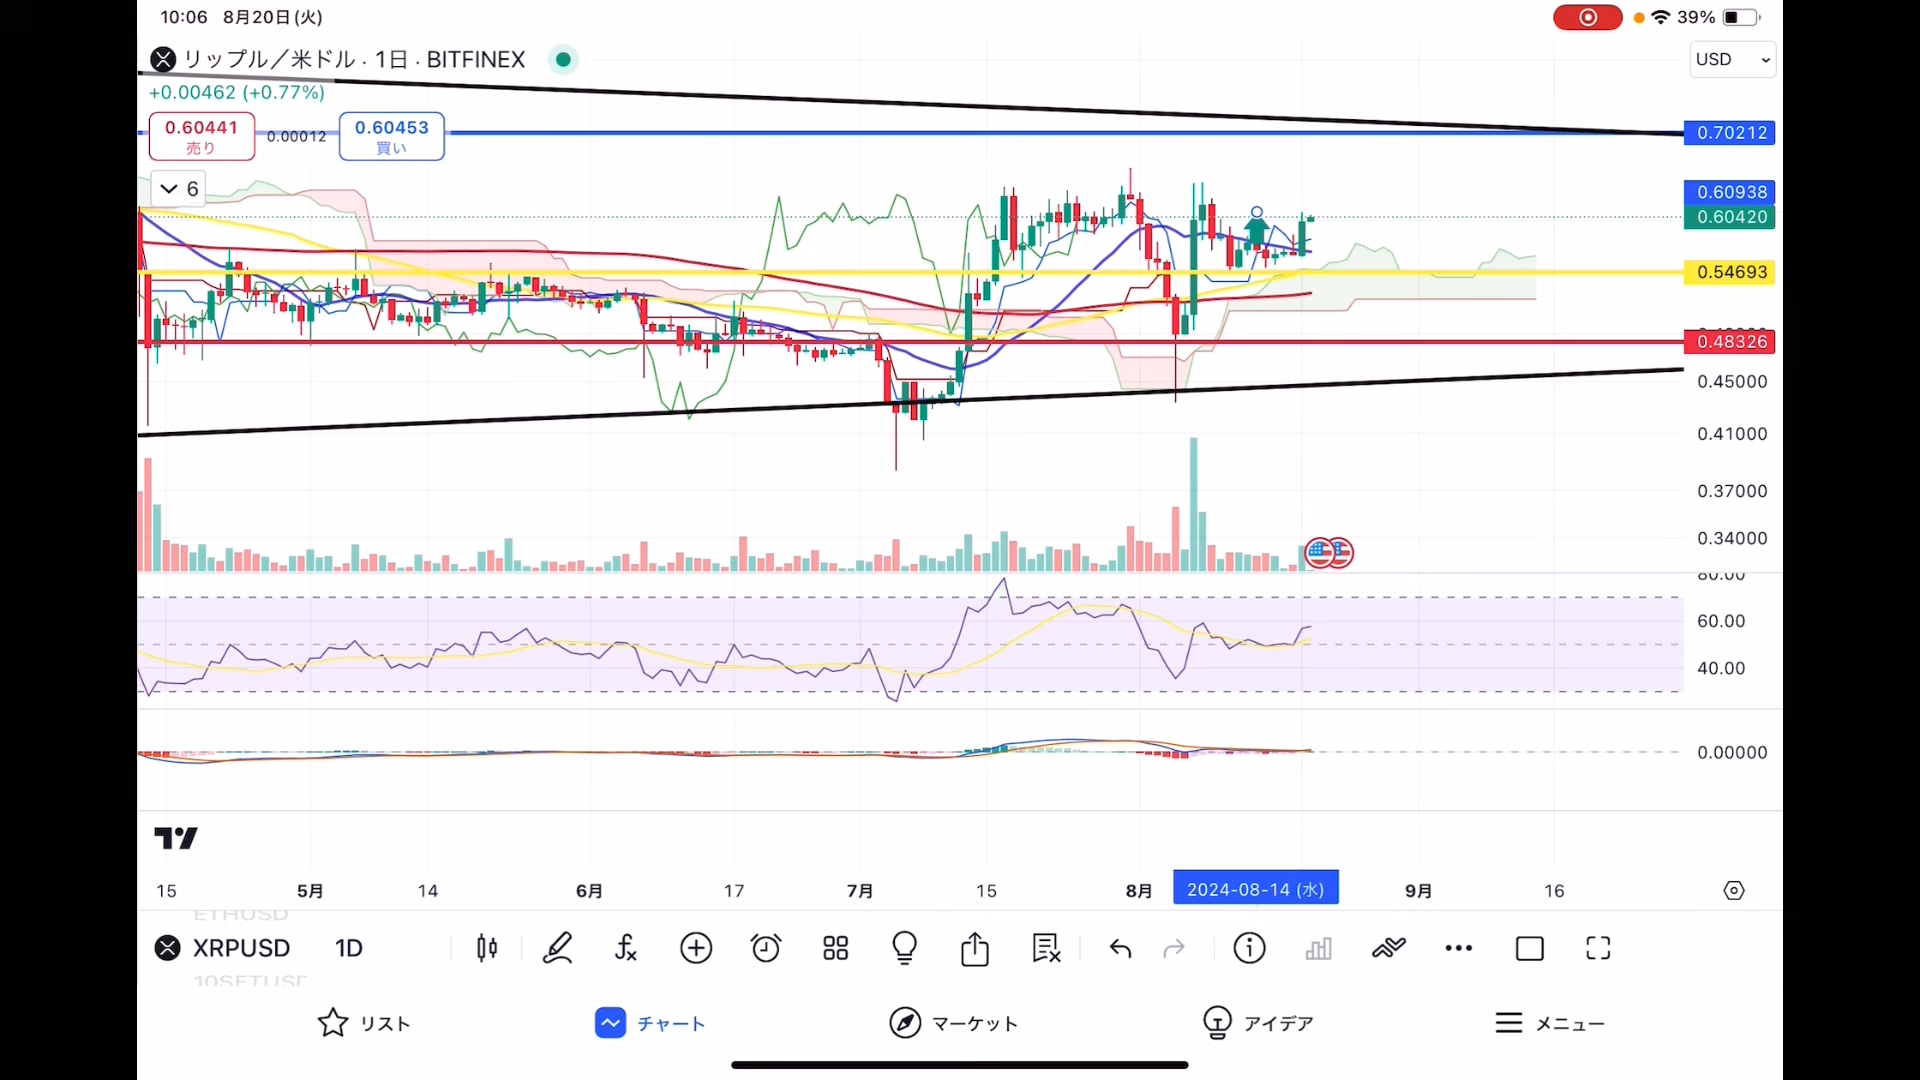 10:06 8月20日(火)
39%
リップル／米ドル · 1日 · BITFINEX
USD
+0.00462 (+0.77%)
0.60441
売り
0.00012
0.60453
買い
6
0.70212
0.60938
0.60420
0.54693
0.48326
0.45000
0.41000
0.37000
0.34000
80.00
60.00
40.00
0.00000
15 5月 14 6月 17 7月 15 8月 2024-08-14 (水) 9月 16
ETHUSD
XRPUSD 1D
リスト チャート マーケット アイデア メニュー